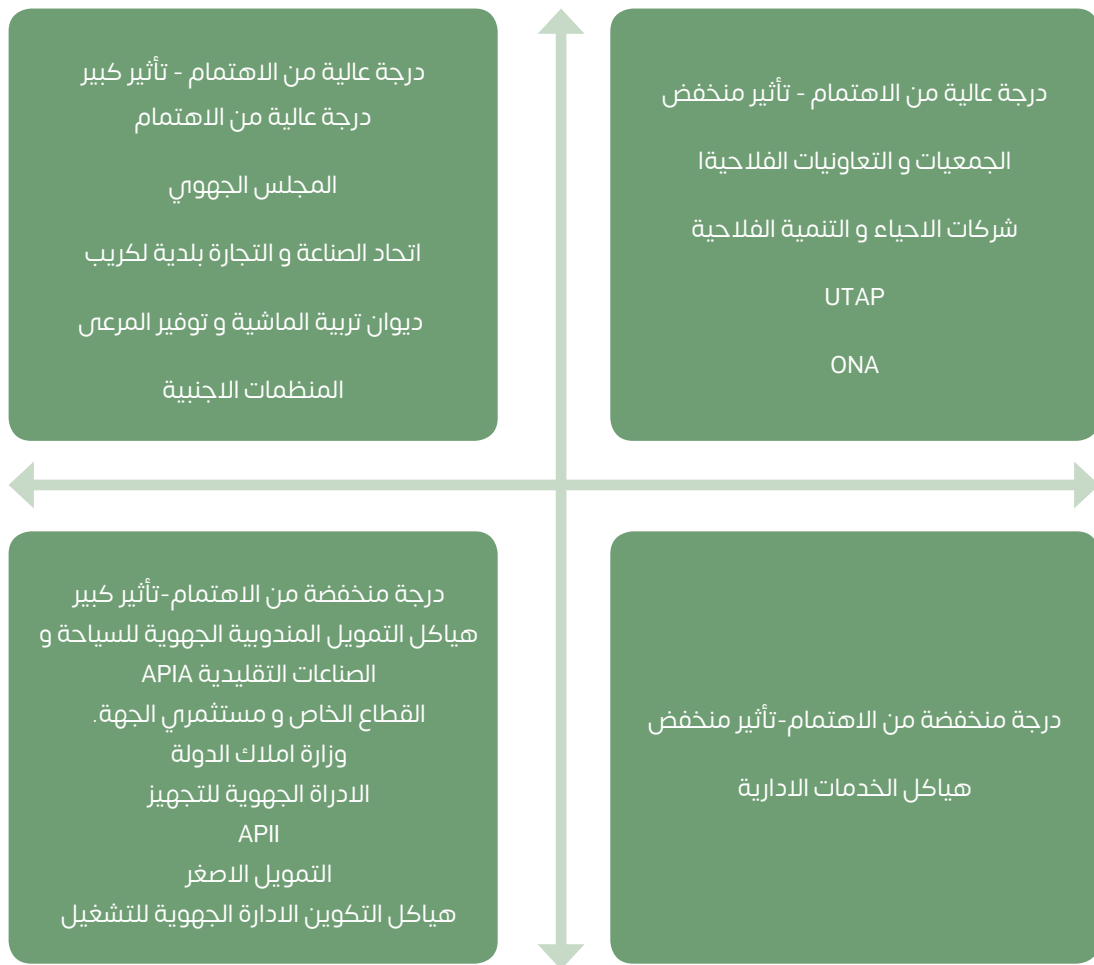 درجة عالية من الاهتمام - تأثير منخفض
الجمعيات و التعاونيات الفلاحيةا
شركات الاحياء و التنمية الفلاحية
UTAP
ONA
درجة عالية من الاهتمام - تأثير كبير
درجة عالية من الاهتمام
المجلس الجهوي
اتحاد الصناعة و التجارة بلدية لكريب
ديوان تربية الماشية و توفير المرعى
المنظمات الاجنبية
درجة منخفضة من الاهتمام-تأثير منخفض
هياكل الخدمات الادارية
درجة منخفضة من الاهتمام-تأثير كبير
هياكل التمويل المندوبية الجهوية للسياحة و
الصناعات التقليدية APIA
القطاع الخاص و مستثمري الجهة.
وزارة املاك الدولة
الادراة الجهوية للتجهيز
APII
التمويل الاصغر
هياكل التكوين الادارة الجهوية للتشغيل